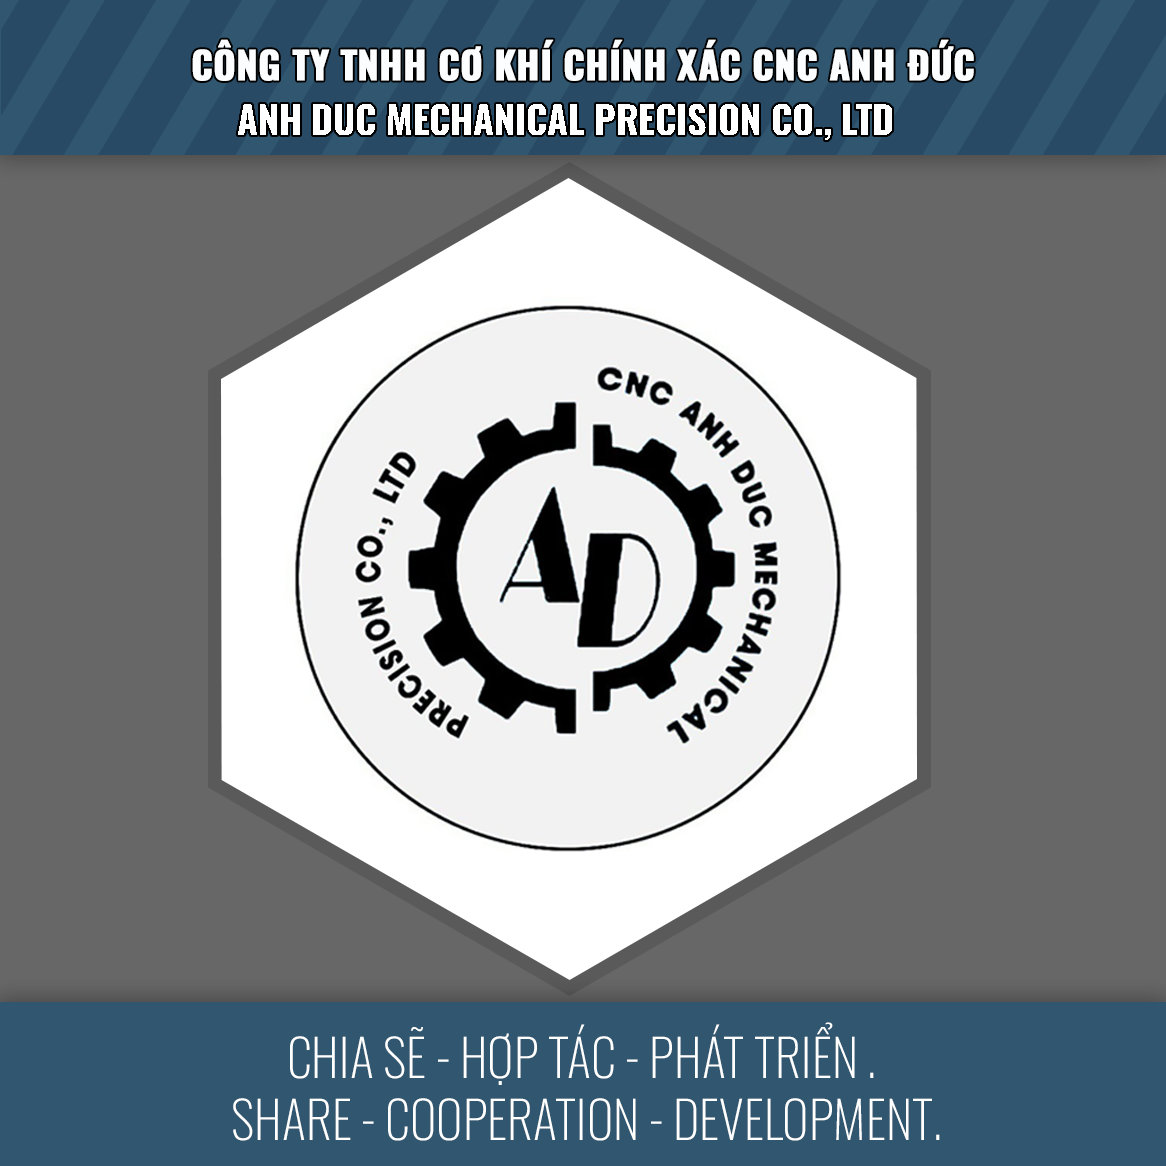 CÔNG TY TNHH CƠ KHÍ CHÍNH XÁC CNC ANH ĐỨC
ANH DUC MECHANICAL PRECISION CO., LTD
CNC ANH DUC MECHANICAL
PRECISION CO., LTD
AD
CHIA SẼ - HỢP TÁC - PHÁT TRIỂN .
SHARE - COOPERATION - DEVELOPMENT.